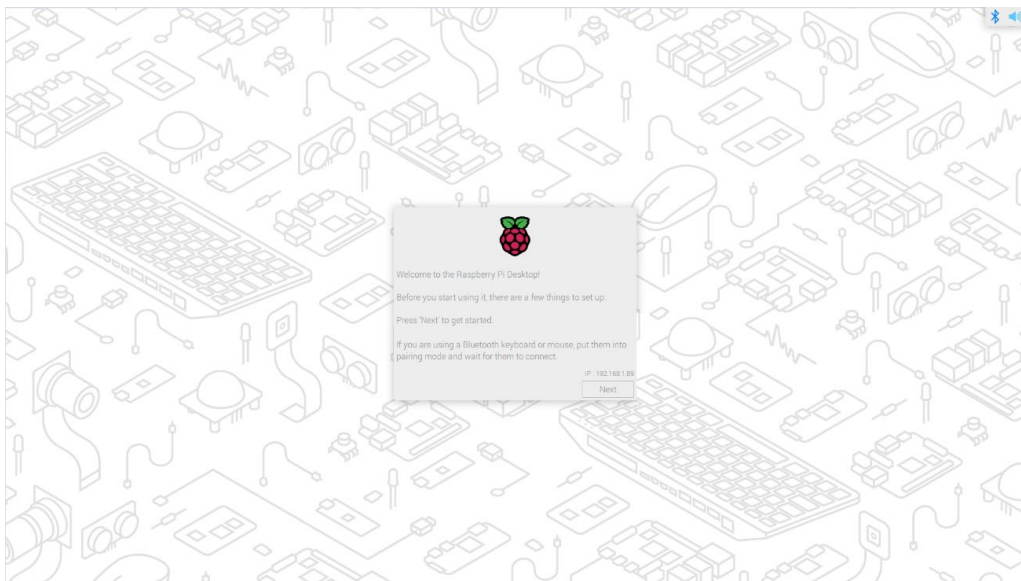 Welcome to the Raspberry Pi Desktop!
Before you start using it, there are a few things to set up.
Press 'Next' to get started.
If you are using a Bluetooth keyboard or mouse, put them into
pairing mode and wait for them to connect.
IP : 192.168.1.89
Next